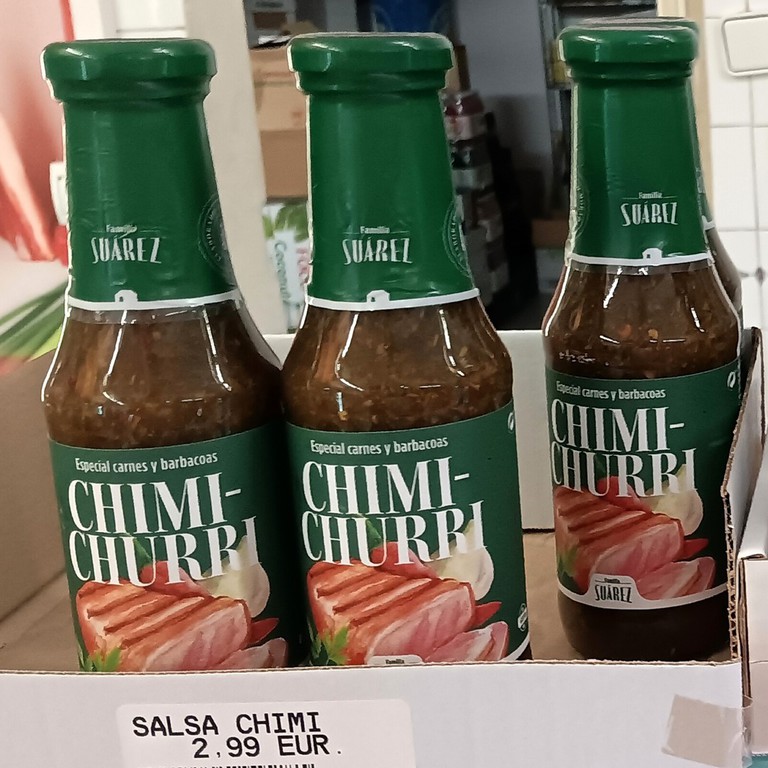 Familia
SUÁREZ
Especial carnes y barbacoas
CHIMI-
CHURRI
Familia
SUÁREZ
Especial carnes y barbacoas
CHIMI-
CHURRI
Familia
Familia
SUÁREZ
Especial carnes y barbacoas
CHIMI-
CHURRI
Familia
SUÁREZ
SALSA CHIMI
2,99 EUR.